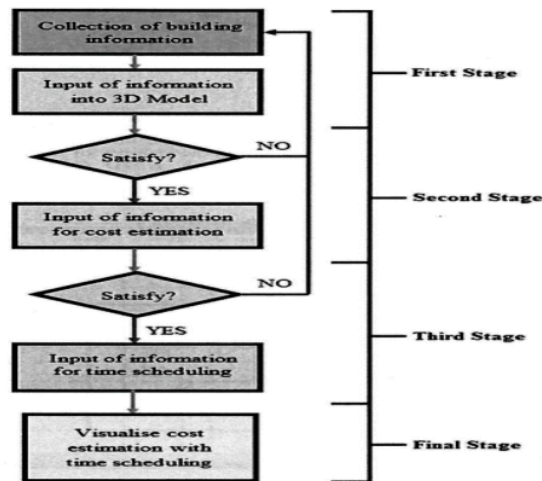 Collection of building
information
Input of information
into 3D Model
First Stage
Satisfy?
NO
YES
Second Stage
Input of information
for cost estimation
Satisfy?
NO
YES
Third Stage
Input of information
for time scheduling
Visualise cost
estimation with
time scheduling
Final Stage